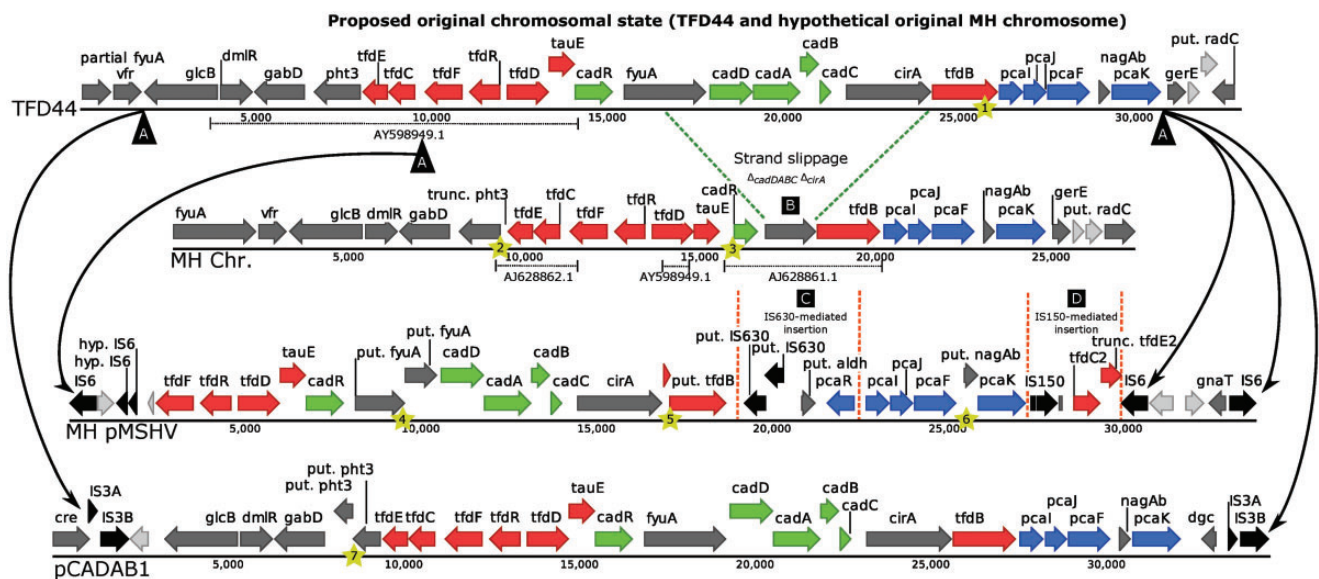 Proposed original chromosomal state (TFD44 and hypothetical original MH chromosome)
partial fyuA
vfr
glcB
dmlR
gabD
pht3
tfdE
tfdC
tfdF
tfdR
tfdD
tauE
cadR
fyuA
cadD
cadA
cadB
cadC
cirA
tfdB
pcaI
pcaJ
pcaF
nagAb
pcaK
gerE
put. radC
1
TFD44
5,000
10,000
15,000
20,000
25,000
30,000
AY598949.1
A
A
A
Strand slippage
ΔcadDABC ΔcirA
B
fyuA
vfr
glcB
dmlR
gabD
trunc. pht3
tfdE
tfdC
tfdF
tfdR
tfdD
tauE
cadR
tfdB
pcaI
pcaJ
pcaF
nagAb
pcaK
gerE
put. radC
2
3
MH Chr.
5,000
10,000
15,000
20,000
25,000
AJ628862.1
AY598949.1
AJ628861.1
C
IS630-mediated
insertion
D
IS150-mediated
insertion
hyp. IS6
hyp.
IS6
tfdF
tfdR
tfdD
tauE
cadR
put. fyuA
put. fyuA
cadD
cadA
cadB
cadC
cirA
put. tfdB
put. IS630
put. IS630
put. aldh
pcaR
pcaI
pcaJ
pcaF
put. nagAb
pcaK
IS150
tfdC2
trunc. tfdE2
IS6
gnaT
IS6
4
5
6
MH pMSHV
5,000
10,000
15,000
20,000
25,000
30,000
cre
IS3A
IS3B
glcB
dmlR
gabD
put. pht3
put. pht3
tfdE
tfdC
tfdF
tfdR
tfdD
tauE
cadR
fyuA
cadD
cadA
cadB
cadC
cirA
tfdB
pcaI
pcaJ
pcaF
nagAb
pcaK
dgc
IS3A
IS3B
7
pCADAB1
5,000
10,000
15,000
20,000
25,000
30,000